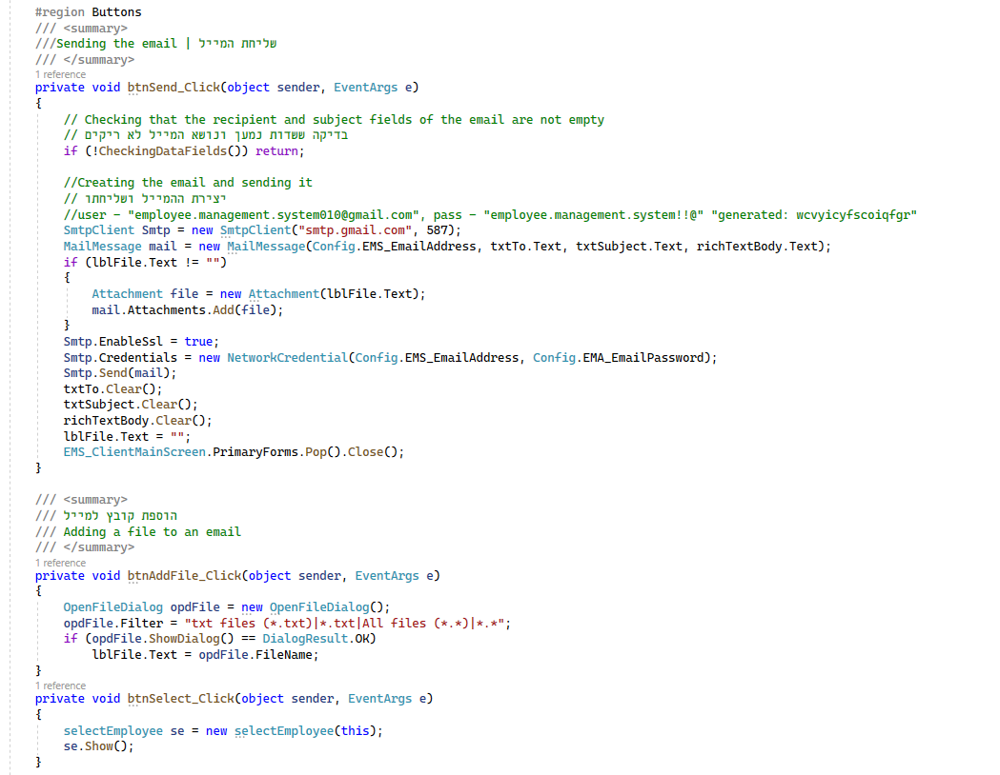 #region Buttons
/// <summary>
///Sending the email | שליחת המייל
/// </summary>
1 reference
private void btnSend_Click(object sender, EventArgs e)
{
// Checking that the recipient and subject fields of the email are not empty
// בדיקה ששדות נמען ונושא המייל לא ריקים
if (!CheckingDataFields()) return;
//Creating the email and sending it
// יצירת ההמייל ושליחתו
//user - "employee.management.system010@gmail.com", pass - "employee.management.system!!@" "generated: wcvyicyfscoiqfgr"
SmtpClient Smtp = new SmtpClient("smtp.gmail.com", 587);
MailMessage mail = new MailMessage(Config.EMS_EmailAddress, txtTo.Text, txtSubject.Text, richTextBody.Text);
if (lblFile.Text != "")
{
Attachment file = new Attachment(lblFile.Text);
mail.Attachments.Add(file);
}
Smtp.EnableSsl = true;
Smtp.Credentials = new NetworkCredential(Config.EMS_EmailAddress, Config.EMA_EmailPassword);
Smtp.Send(mail);
txtTo.Clear();
txtSubject.Clear();
richTextBody.Clear();
lblFile.Text = "";
EMS_ClientMainScreen.PrimaryForms.Pop().Close();
}
/// <summary>
/// הוספת קובץ למייל
/// Adding a file to an email
/// </summary>
1 reference
private void btnAddFile_Click(object sender, EventArgs e)
{
OpenFileDialog opdFile = new OpenFileDialog();
opdFile.Filter = "txt files (*.txt)|*.txt|All files (*.*)|*.*";
if (opdFile.ShowDialog() == DialogResult.OK)
lblFile.Text = opdFile.FileName;
}
1 reference
private void btnSelect_Click(object sender, EventArgs e)
{
selectEmployee se = new selectEmployee(this);
se.Show();
}